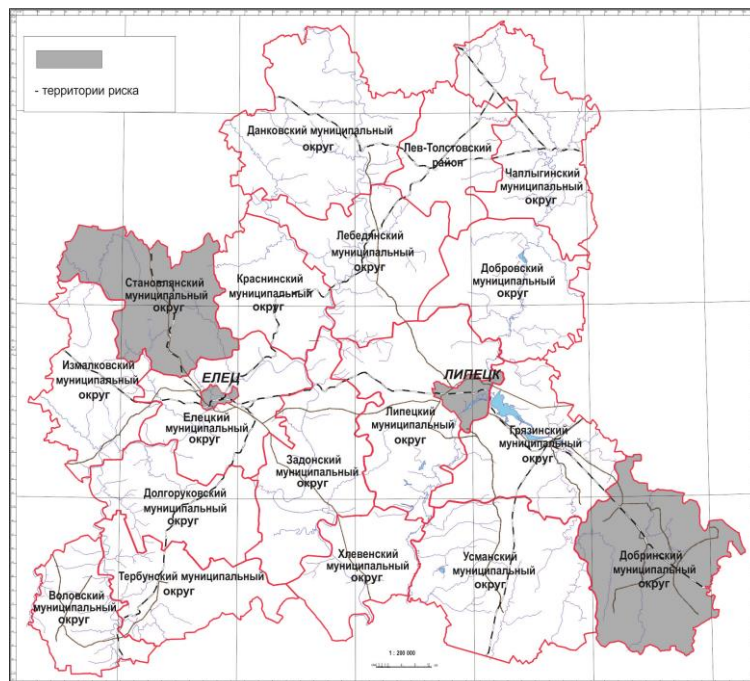 - территории риска
Данковский муниципальный
округ
Лев-Толстовский
район
Чаплыгинский
муниципальный
округ
Лебедянский
муниципальный
округ
Добровский
муниципальный
округ
Становлянский
муниципальный
округ
Краснинский
муниципальный
округ
Измалковский
муниципальный
округ
ЕЛЕЦ
ЛИПЕЦК
Елецкий
муниципальный
округ
Липецкий
муниципальный
округ
Грязинский
муниципальный
округ
Задонский
муниципальный
округ
Долгоруковский
муниципальный
округ
Хлевенский
муниципальный
округ
Усманский
муниципальный
округ
Добринский
муниципальный
округ
Воловский
муниципальный
округ
Тербунский муниципальный
округ
1 : 200 000